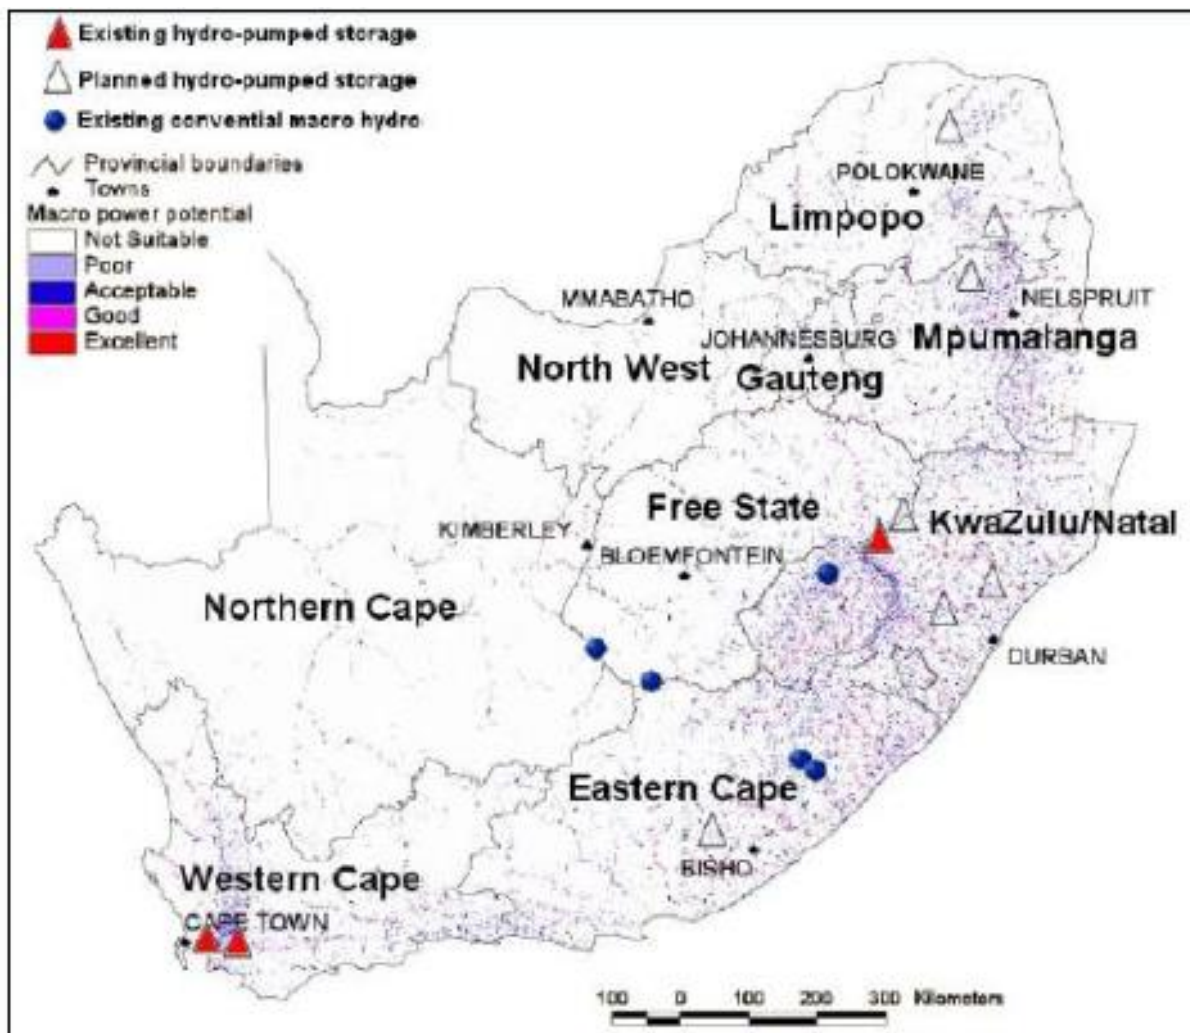 Existing hydro-pumped storage
Planned hydro-pumped storage
Existing convential macro hydro
Provincial boundaries
Towns
Macro power potential
Not Suitable
Poor
Acceptable
Good
Excellent
POLOKWANE
Limpopo
MMABATHO
NELSPRUIT
JOHANNESBURG
Mpumalanga
North West
Gauteng
Free State
KwaZulu/Natal
KIMBERLEY
BLOEMFONTEIN
Northern Cape
DURBAN
Eastern Cape
BISHO
Western Cape
CAPE TOWN
100 0 100 200 300 Kilometers